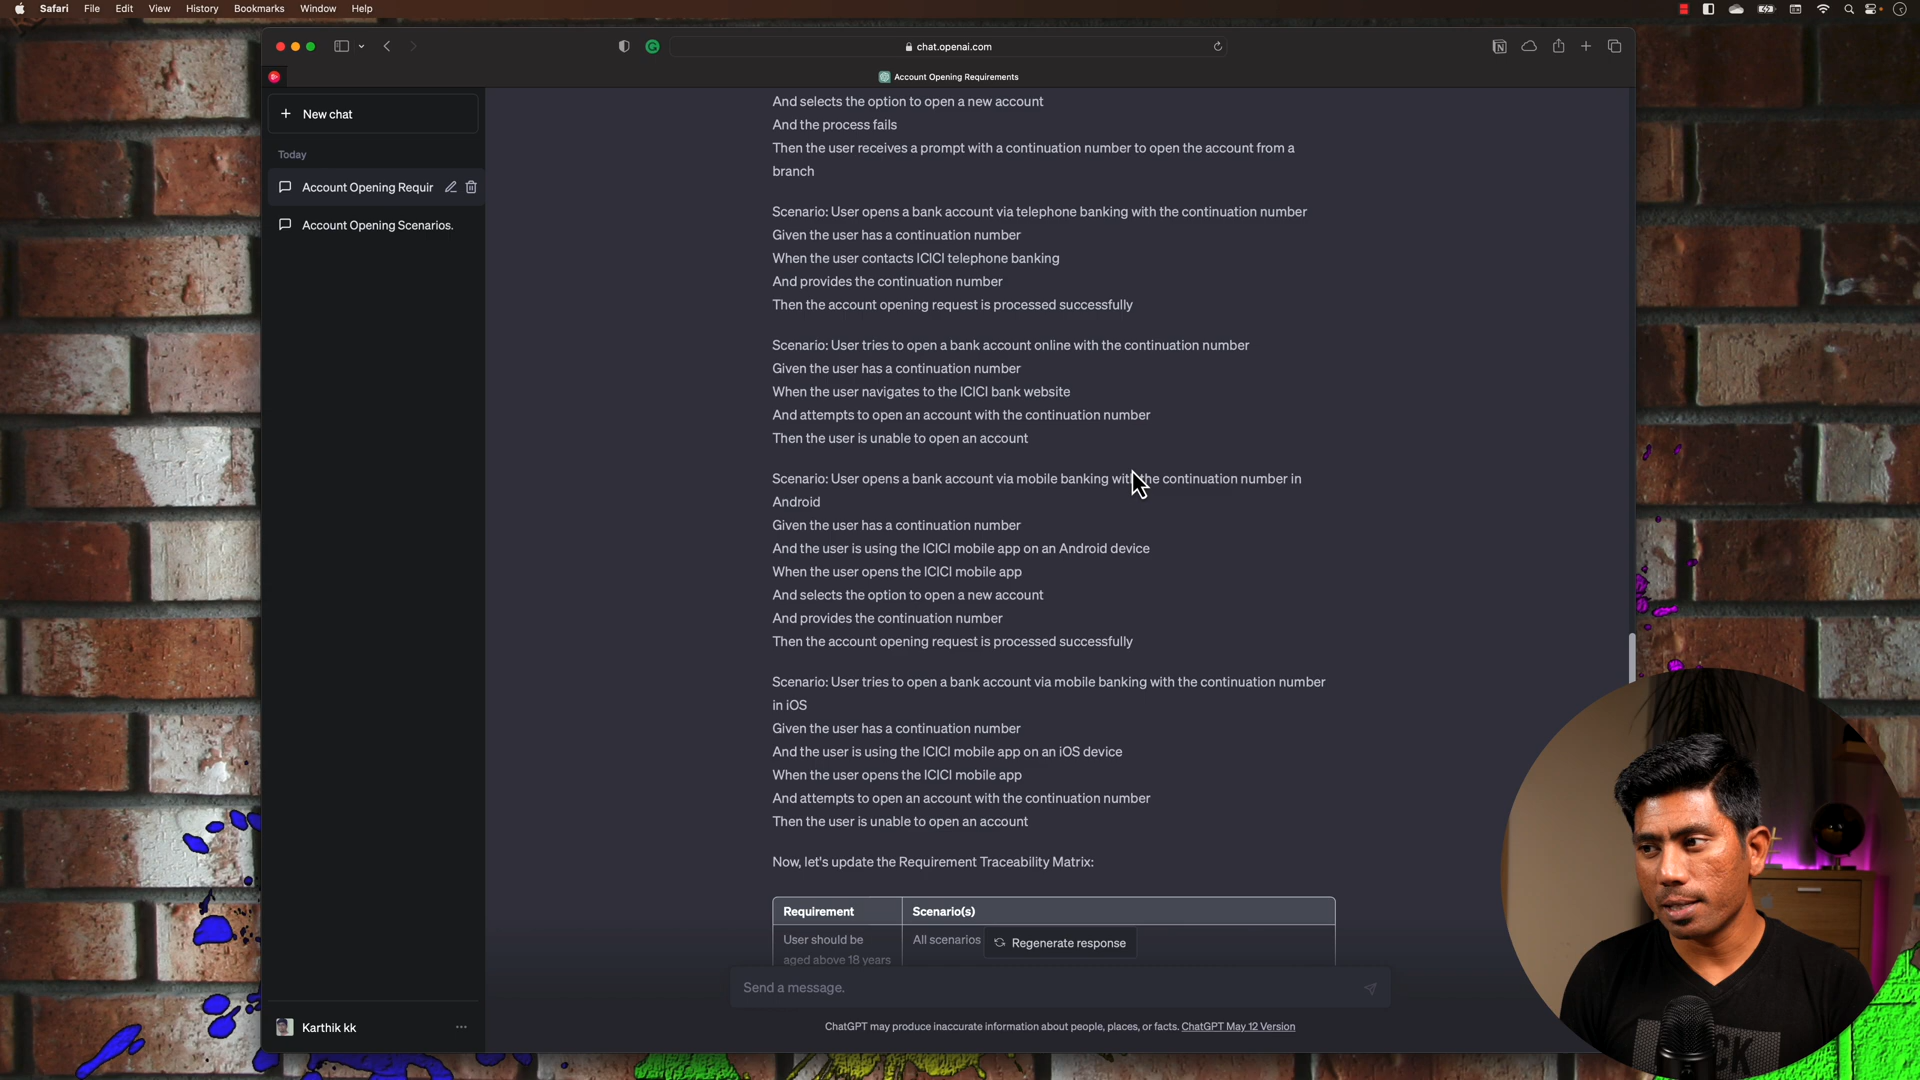 Safari File Edit View History Bookmarks Window Help
chat.openai.com
Account Opening Requirements
New chat
Today
Account Opening Requir
Account Opening Scenarios.
And selects the option to open a new account
And the process fails
Then the user receives a prompt with a continuation number to open the account from a
branch
Scenario: User opens a bank account via telephone banking with the continuation number
Given the user has a continuation number
When the user contacts ICICI telephone banking
And provides the continuation number
Then the account opening request is processed successfully
Scenario: User tries to open a bank account online with the continuation number
Given the user has a continuation number
When the user navigates to the ICICI bank website
And attempts to open an account with the continuation number
Then the user is unable to open an account
Scenario: User opens a bank account via mobile banking with the continuation number in
Android
Given the user has a continuation number
And the user is using the ICICI mobile app on an Android device
When the user opens the ICICI mobile app
And selects the option to open a new account
And provides the continuation number
Then the account opening request is processed successfully
Scenario: User tries to open a bank account via mobile banking with the continuation number
in iOS
Given the user has a continuation number
And the user is using the ICICI mobile app on an iOS device
When the user opens the ICICI mobile app
And attempts to open an account with the continuation number
Then the user is unable to open an account
Now, let's update the Requirement Traceability Matrix:
Requirement Scenario(s)
User should be All scenarios
aged above 18 years
Regenerate response
Send a message.
Karthik kk
ChatGPT may produce inaccurate information about people, places, or facts. ChatGPT May 12 Version